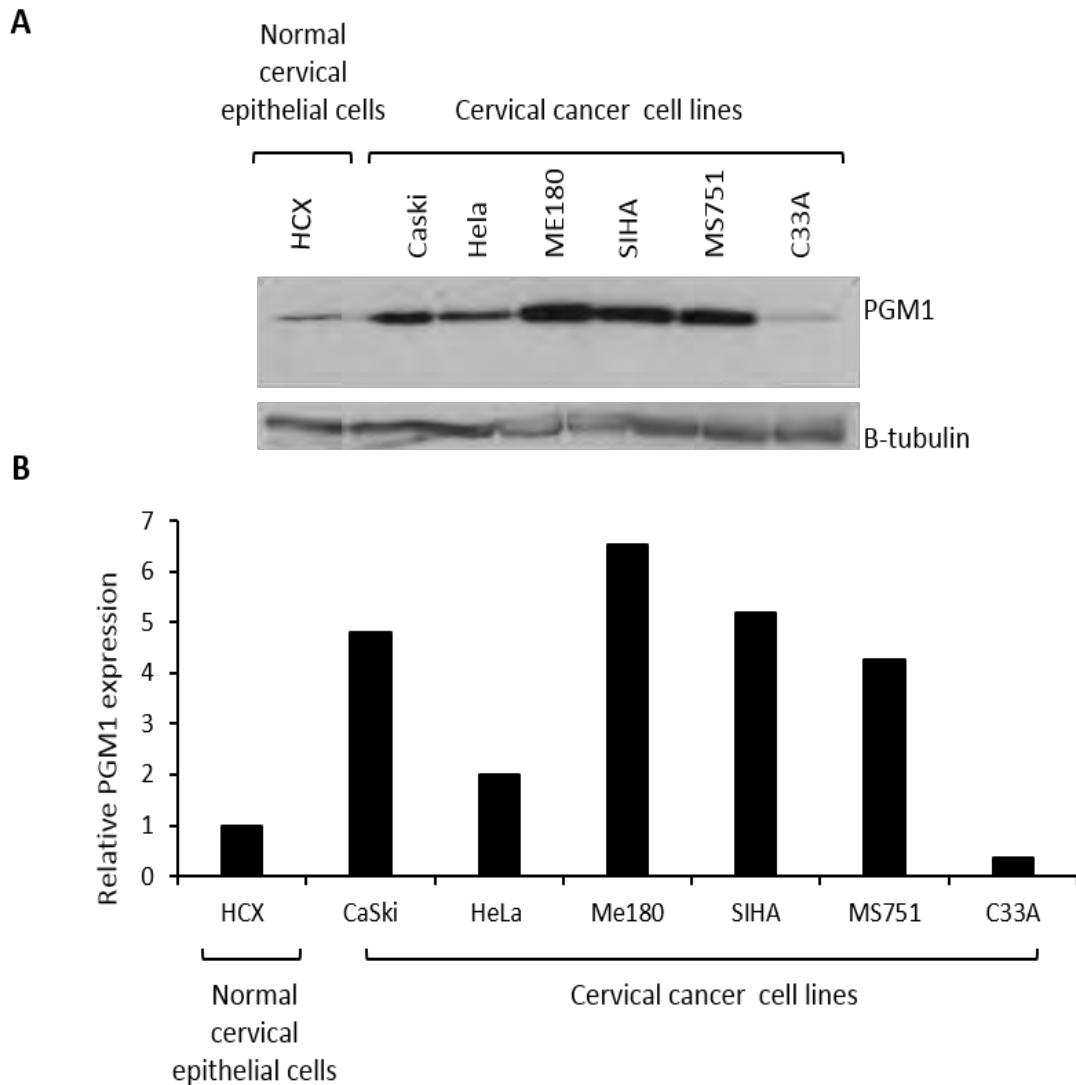 A
Normal
cervical
epithelial cells
Cervical cancer cell lines
HCX
Caski
Hela
ME180
SIHA
MS751
C33A
PGM1
B-tubulin
B
Relative PGM1 expression
7
6
5
4
3
2
1
0
HCX CaSki HeLa Me180 SIHA MS751 C33A
Normal
cervical
epithelial cells
Cervical cancer cell lines